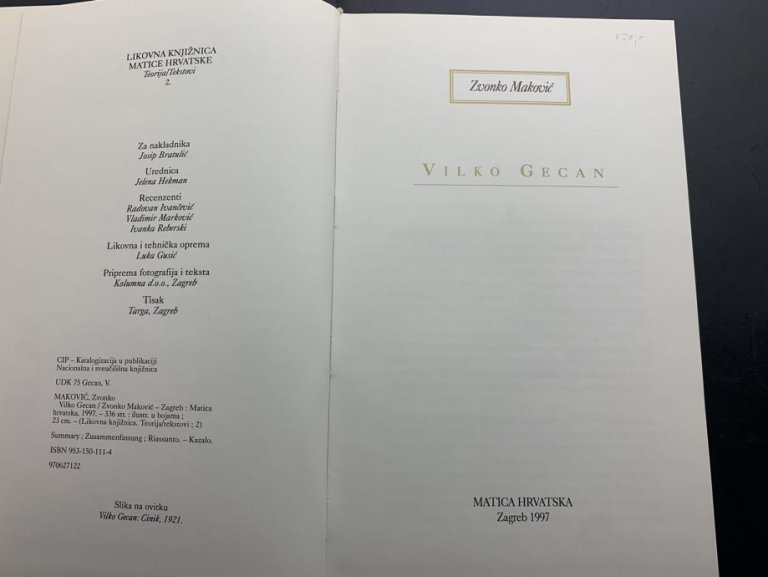 LIKOVNA KNJIŽNICA
MATICE HRVATSKE
Teorija/Tekstovi
2.
Za nakladnika
Josip Bratulić
Urednica
Jelena Hekman
Recenzenti
Radovan Ivančević
Vladimir Marković
Ivanka Reberski
Likovna i tehnička oprema
Luka Gusić
Priprema fotografija i teksta
Kolumna d.o.o., Zagreb
Tisak
Targa, Zagreb
CIP – Katalogizacija u publikaciji
Nacionalna i sveučilišna knjižnica
UDK 75 Gecan, V.
MAKOVIĆ, Zvonko
Vilko Gecan / Zvonko Maković – Zagreb : Matica
hrvatska, 1997. – 336 str. : ilustr. u bojama ;
23 cm. – (Likovna knjižnica. Teorija/tekstovi ; 2)
Summary ; Zusammenfassung ; Riassunto. – Kazalo.
ISBN 953-150-111-4
970627122
Slika na ovitku
Vilko Gecan: Cinik, 1921.
Zvonko Maković
VILKO GECAN
MATICA HRVATSKA
Zagreb 1997